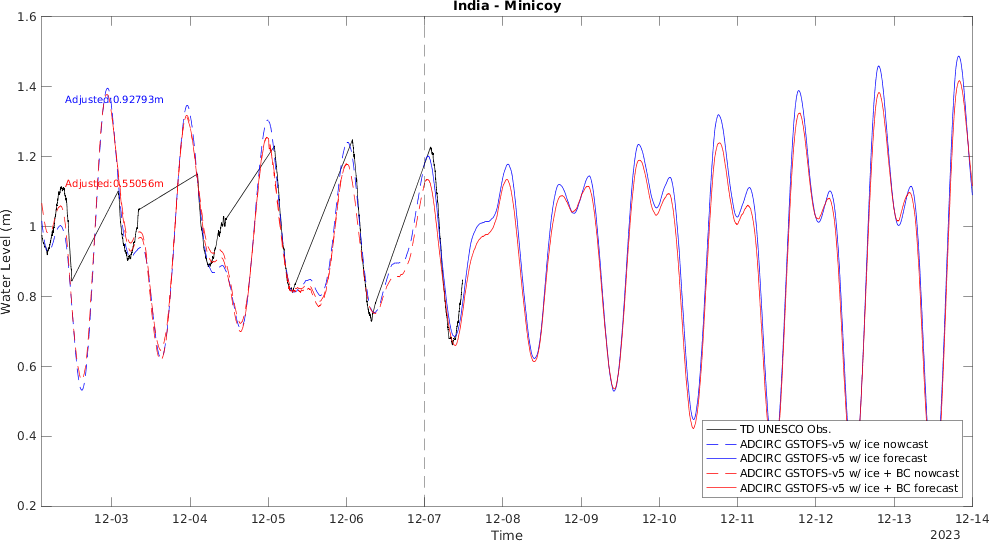 India - Minicoy
1.6
1.4
1.2
1
0.8
0.6
0.4
0.2
Water Level (m)
Adjusted:0.92793m
Adjusted:0.55056m
TD UNESCO Obs.
ADCIRC GSTOFS-v5 w/ ice nowcast
ADCIRC GSTOFS-v5 w/ ice forecast
ADCIRC GSTOFS-v5 w/ ice + BC nowcast
ADCIRC GSTOFS-v5 w/ ice + BC forecast
12-03 12-04 12-05 12-06 12-07 12-08 12-09 12-10 12-11 12-12 12-13 12-14
Time
2023